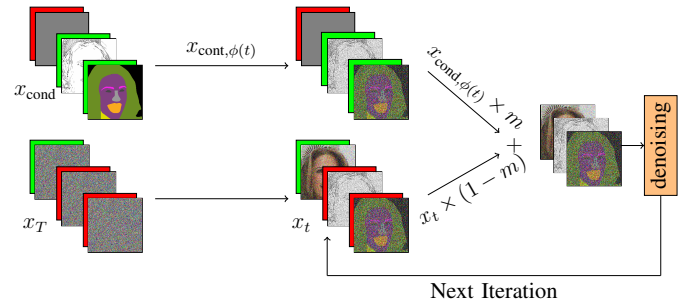 x_cond
x_cont,ϕ(t)
x_cond,ϕ(t) × m
+
denoising
x_T
x_t
x_t × (1 − m)
Next Iteration